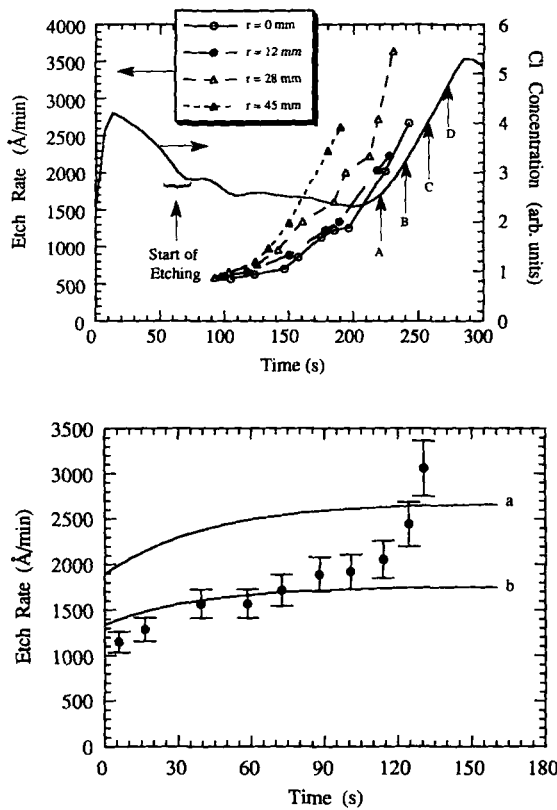 4000
3500
3000
2500
2000
1500
1000
500
0
Etch Rate (Å/min)
r = 0 mm
r = 12 mm
r = 28 mm
r = 45 mm
6
5
4
3
2
1
0
Cl Concentration (arb. units)
Start of
Etching
A
B
C
D
0 50 100 150 200 250 300
Time (s)
3500
3000
2500
2000
1500
1000
500
0
Etch Rate (Å/min)
a
b
0 30 60 90 120 150 180
Time (s)